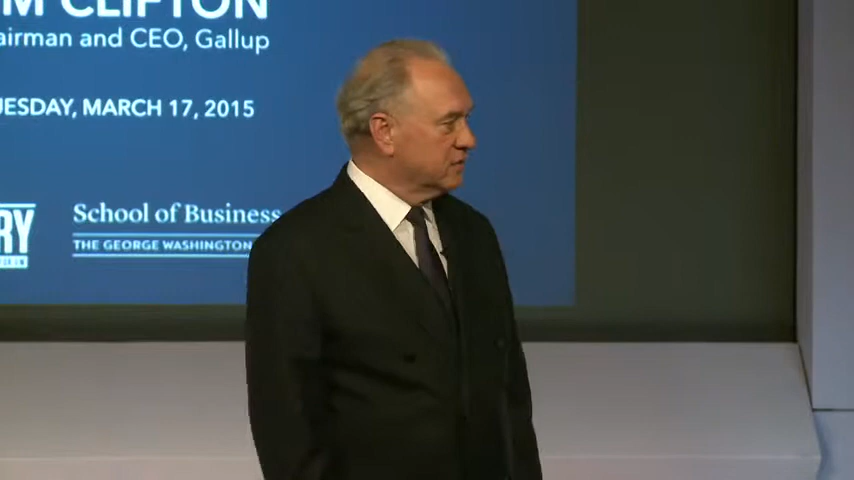 M CLIFTON
airman and CEO, Gallup
UESDAY, MARCH 17, 2015
RY
School of Business
THE GEORGE WASHINGTON